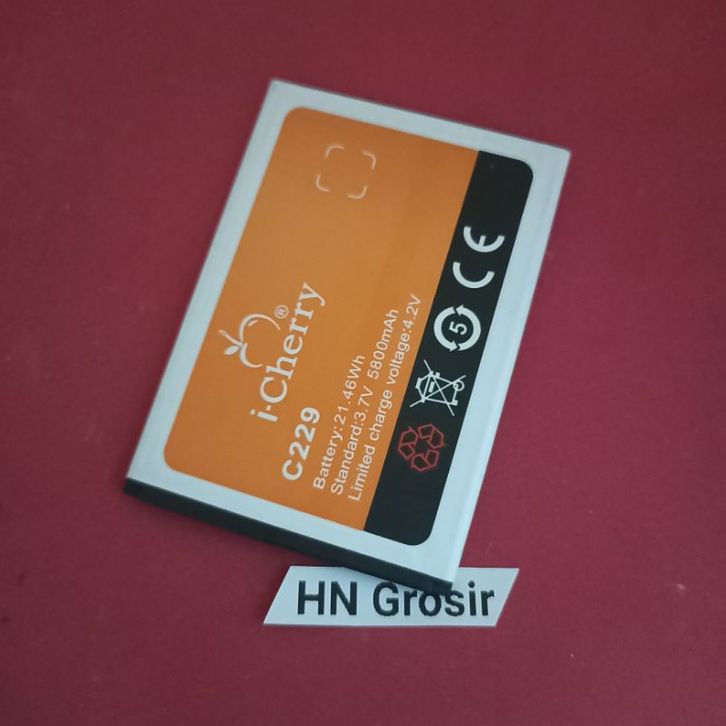 i-Cherry®
C229
Battery:21.46Wh
Standard:3.7V 5800mAh
Limited charge voltage:4.2V
5
CE
HN Grosir